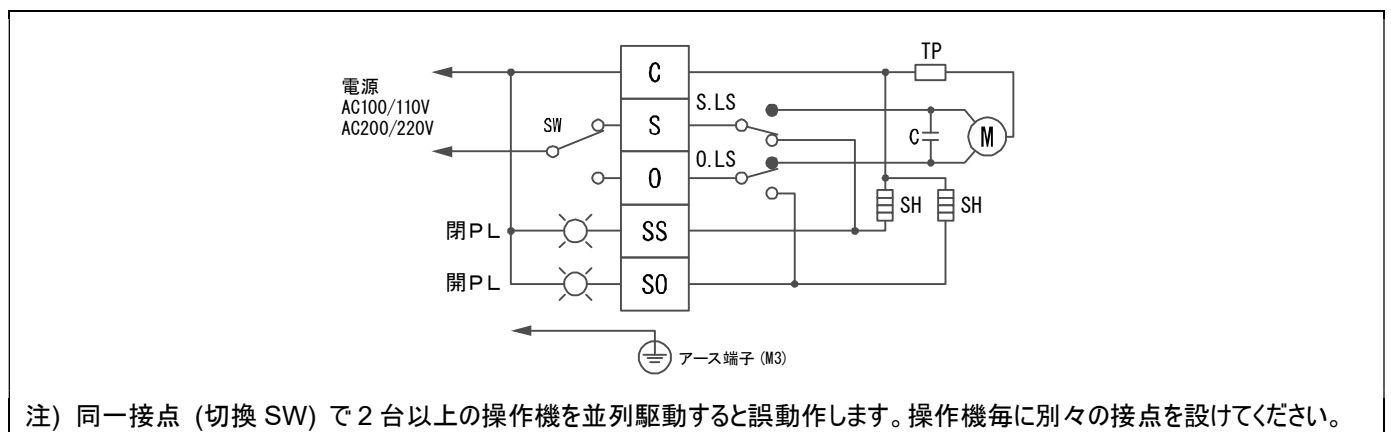 TP
電源
AC100/110V
AC200/220V
C
S.LS
SW
S
C
M
O.LS
O
SH
SH
閉PL
SS
開PL
SO
アース端子 (M3)
注) 同一接点 (切換 SW) で 2 台以上の操作機を並列駆動すると誤動作します。操作機毎に別々の接点を設けてください。